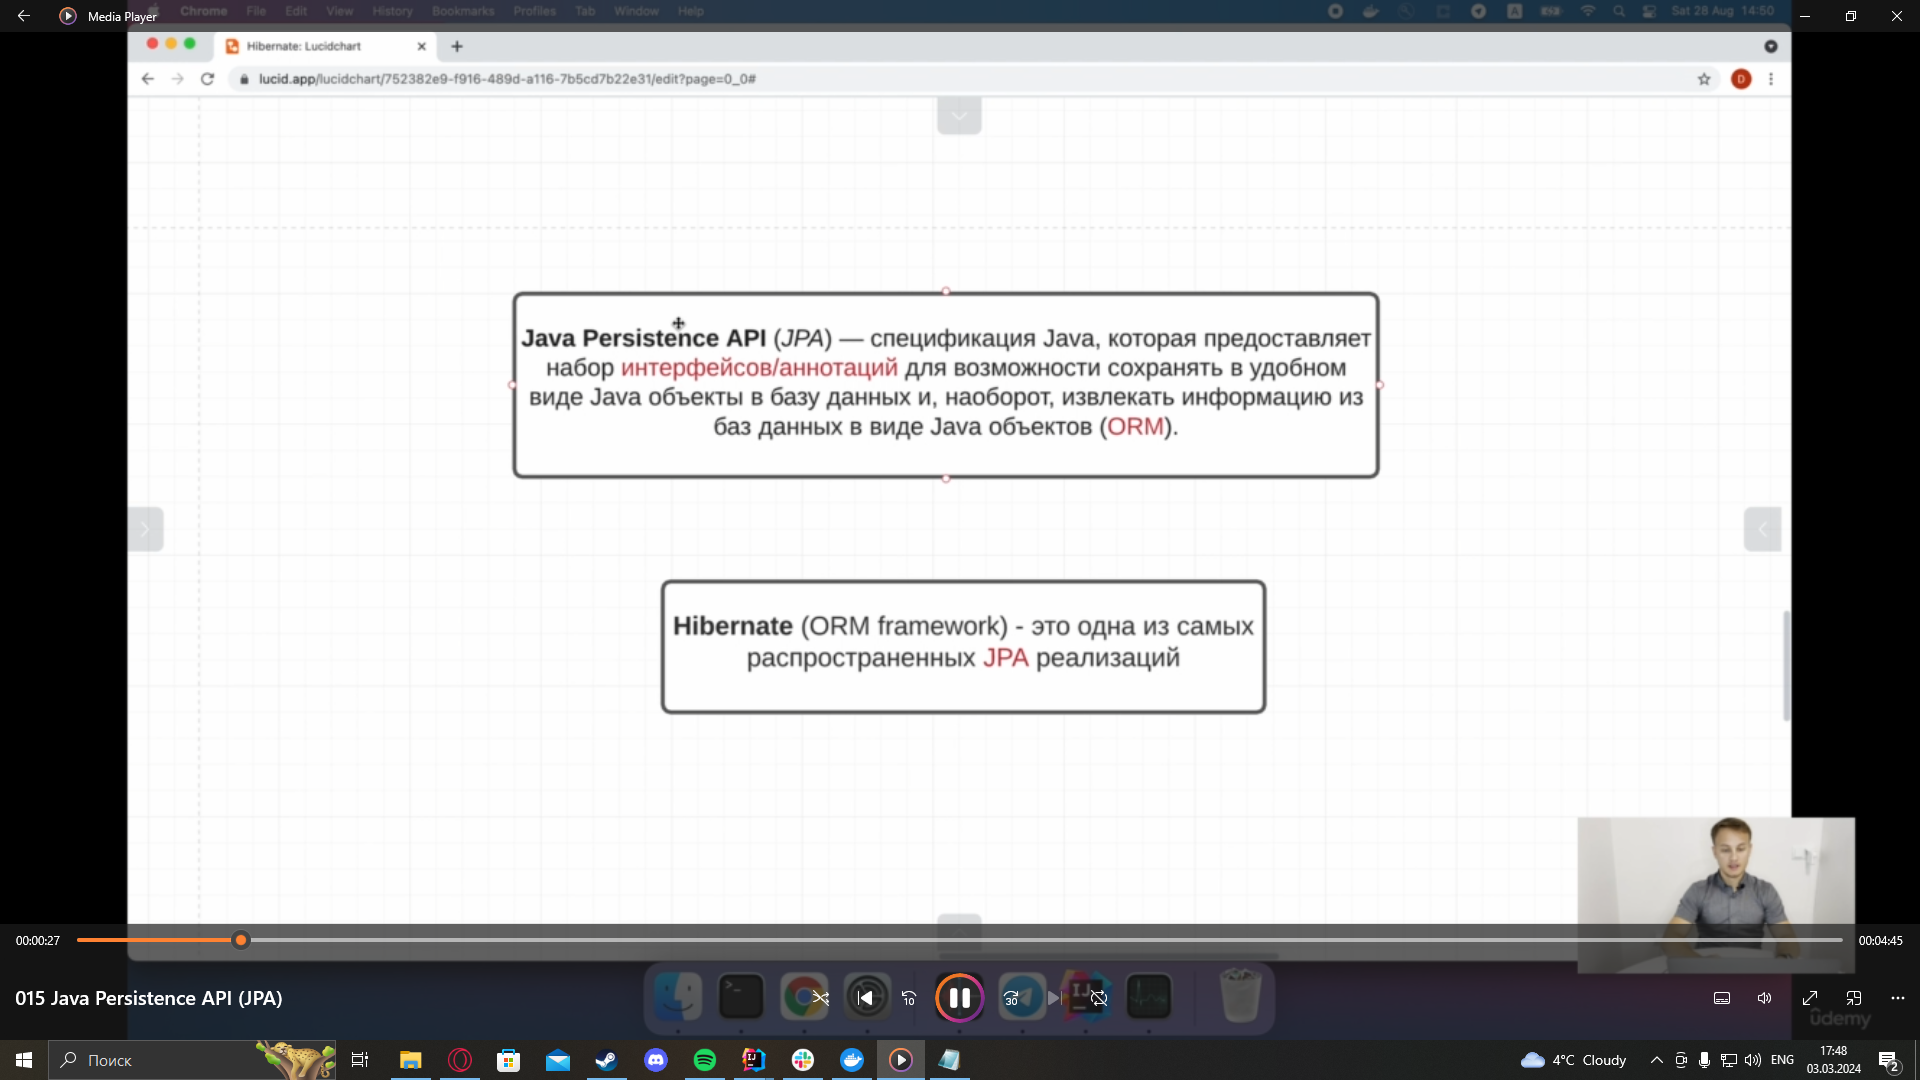 Media Player
Chrome File Edit View History Bookmarks Profiles Tab Window Help
Sat 28 Aug 14:50
Hibernate: Lucidchart
lucid.app/lucidchart/752382e9-f916-489d-a116-7b5cd7b22e31/edit?page=0_0#
D
Java Persistence API (JPA) — спецификация Java, которая предоставляет
набор интерфейсов/аннотаций для возможности сохранять в удобном
виде Java объекты в базу данных и, наоборот, извлекать информацию из
баз данных в виде Java объектов (ORM).
Hibernate (ORM framework) - это одна из самых
распространенных JPA реализаций
00:00:27
00:04:45
015 Java Persistence API (JPA)
10
30
ûdemy
Поиск
4°C Cloudy
ENG
17:48
03.03.2024
2